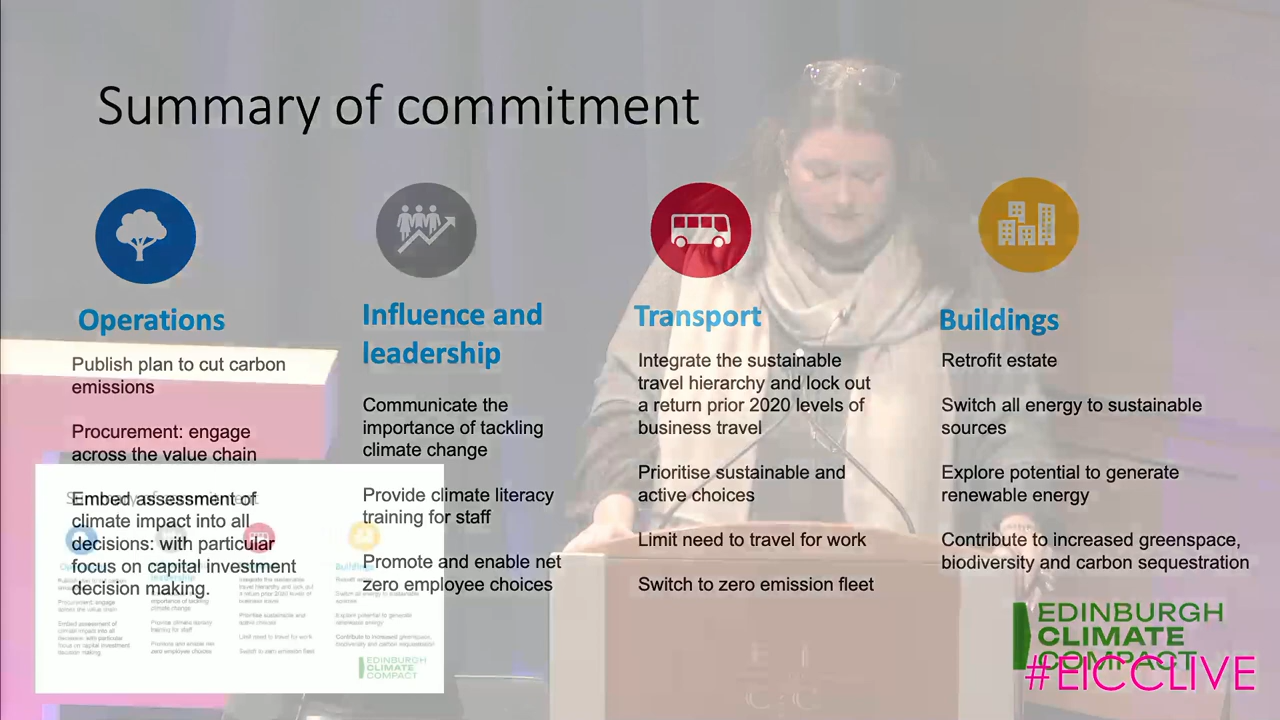 Summary of commitment
Operations
Publish plan to cut carbon
emissions
Procurement: engage
across the value chain
Embed assessment of
climate impact into all
decisions: with particular
focus on capital investment
decision making.
Influence and
leadership
Communicate the
importance of tackling
climate change
Provide climate literacy
training for staff
Promote and enable net
zero employee choices
Transport
Integrate the sustainable
travel hierarchy and lock out
a return prior 2020 levels of
business travel
Prioritise sustainable and
active choices
Limit need to travel for work
Switch to zero emission fleet
Buildings
Retrofit estate
Switch all energy to sustainable
sources
Explore potential to generate
renewable energy
Contribute to increased greenspace,
biodiversity and carbon sequestration
EDINBURGH
CLIMATE
COMPACT
#EICCLIVE
EDINBURGH
CLIMATE
COMPACT